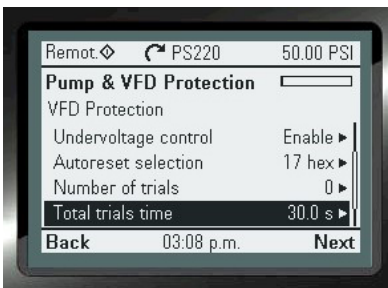 Remot. PS220 50.00 PSI
Pump & VFD Protection
VFD Protection
Undervoltage control Enable
Autoreset selection 17 hex
Number of trials 0
Total trials time 30.0 s
Back 03:08 p.m. Next